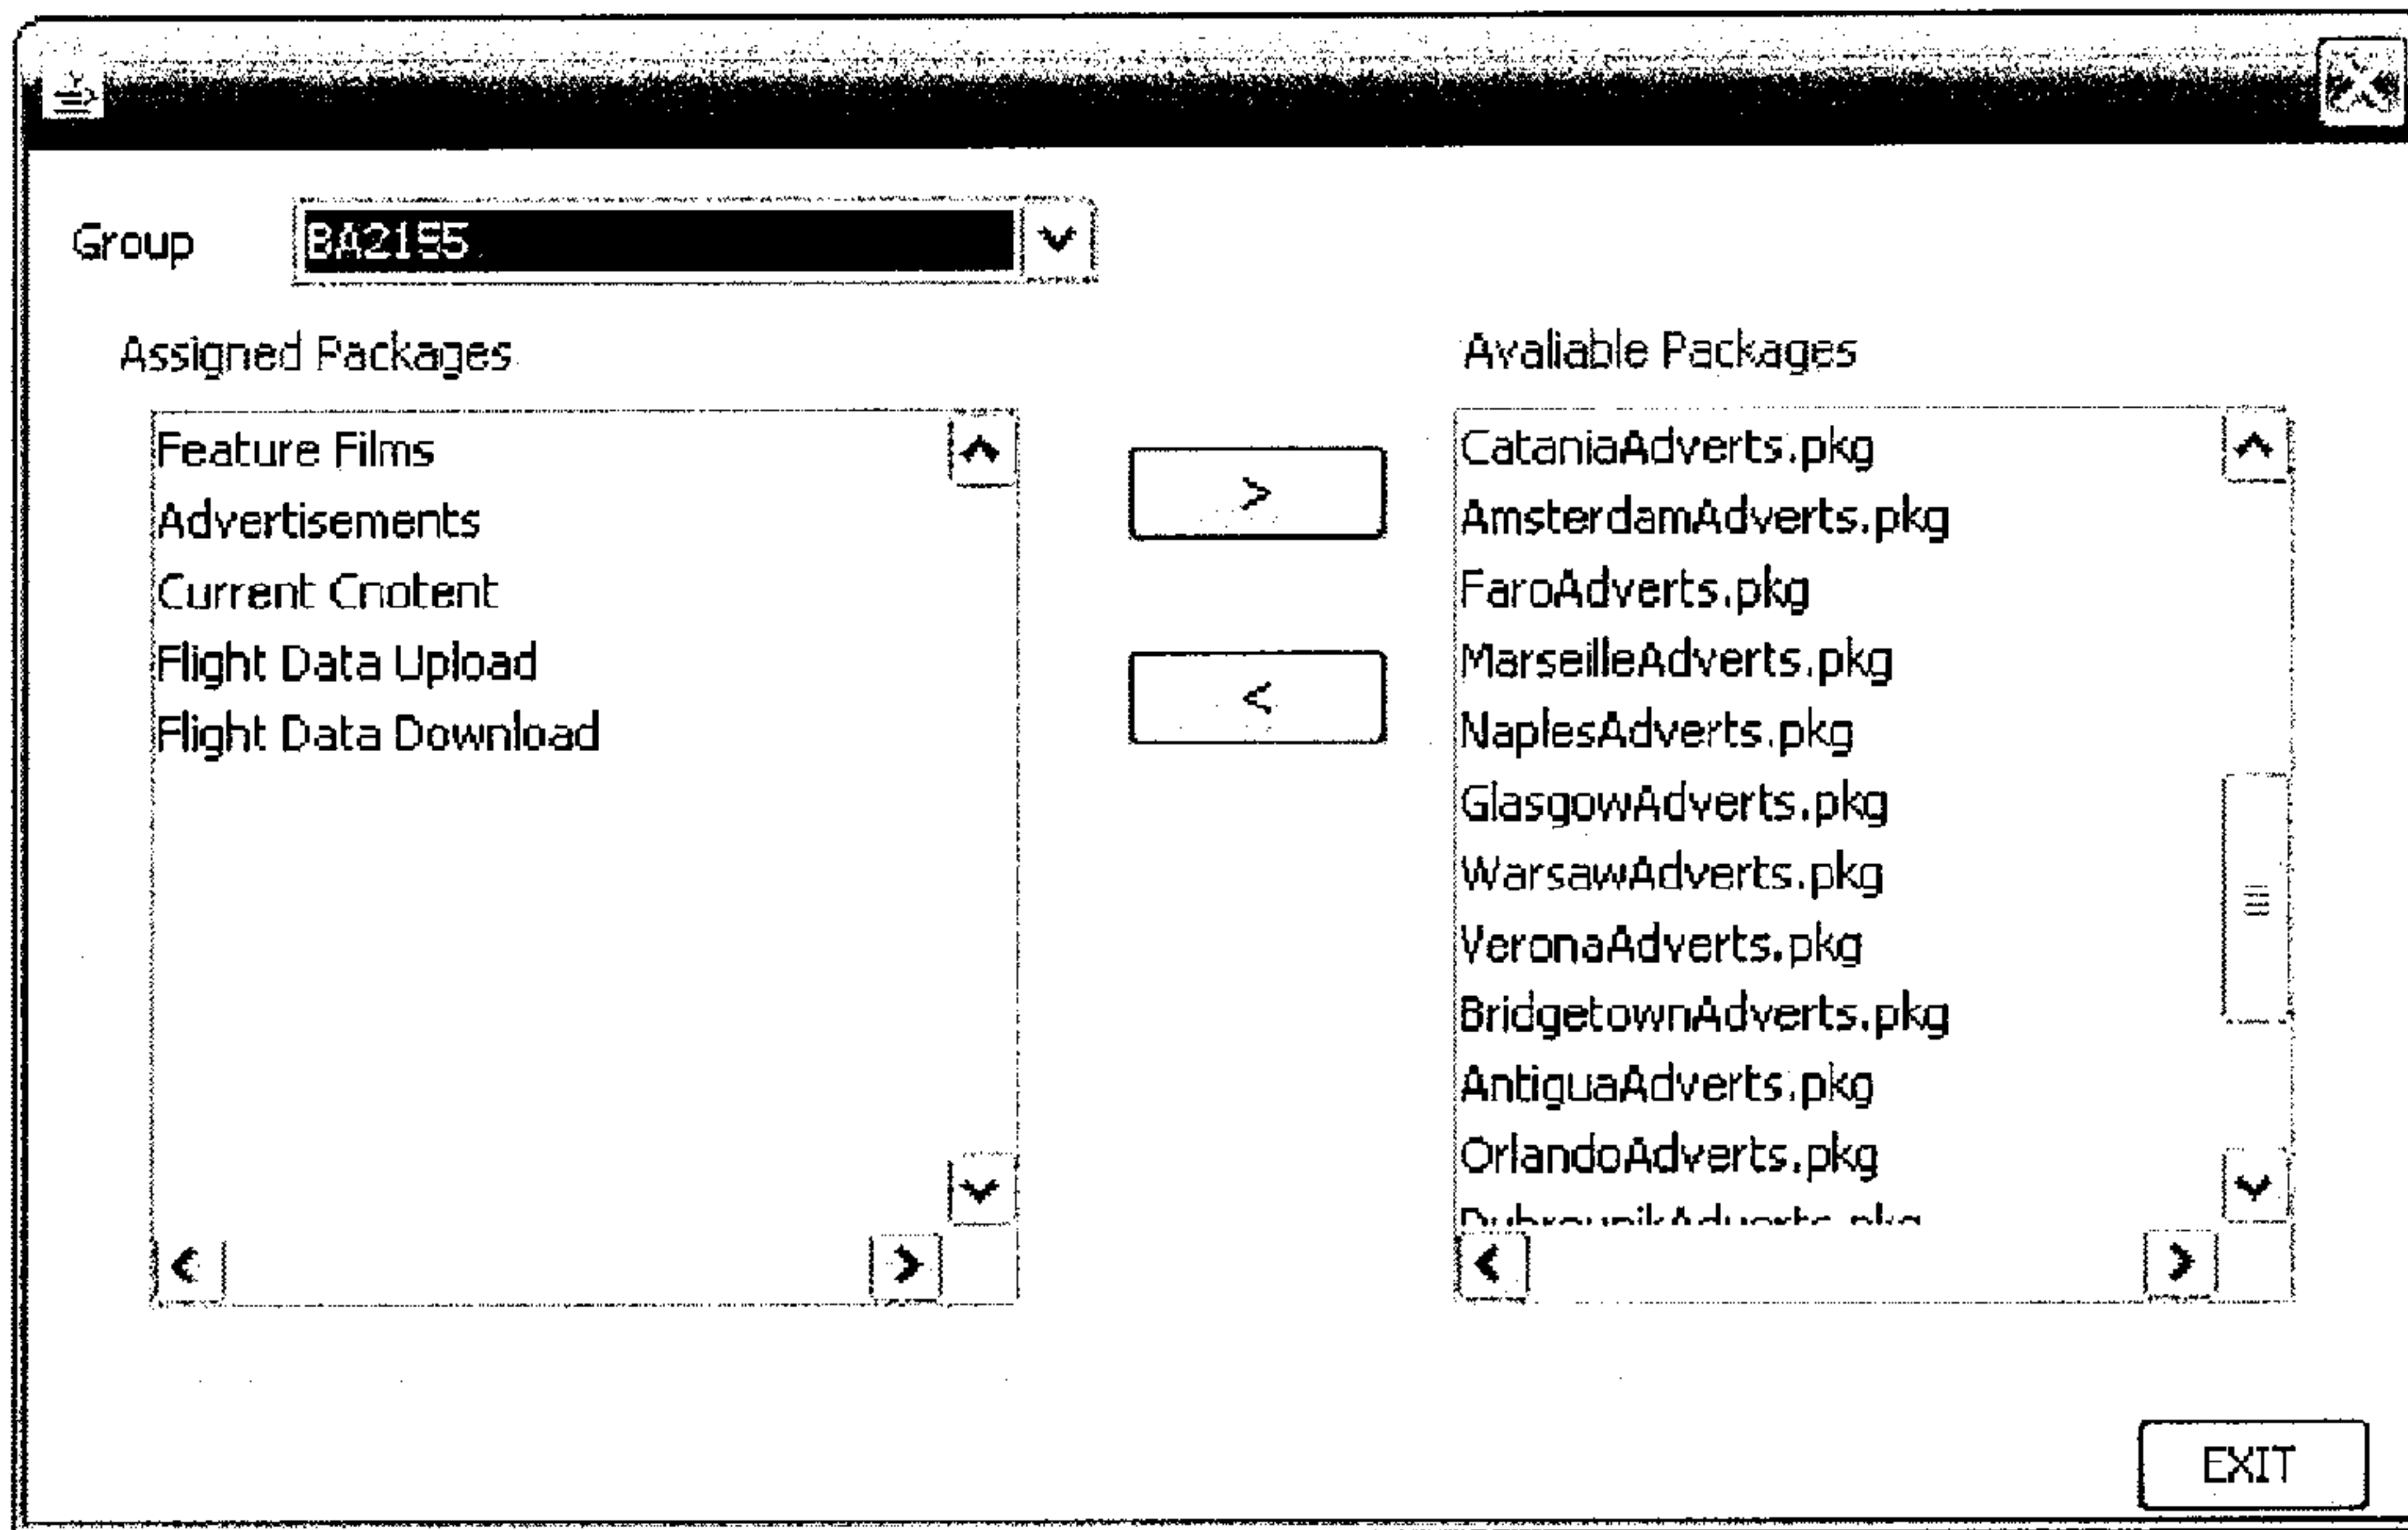 Group
Assigned Packages
Feature Films
Advertisements
Current Cnotent
Flight Data Upload
Flight Data Download
>
<
Avaliable Packages
CataniaAdverts.pkg
AmsterdamAdverts.pkg
FaroAdverts.pkg
MarseilleAdverts.pkg
NaplesAdverts.pkg
GlasgowAdverts.pkg
WarsawAdverts.pkg
VeronaAdverts.pkg
BridgetownAdverts.pkg
AntiguaAdverts.pkg
OrlandoAdverts.pkg
DubrovnikAdverts.pkg
EXIT